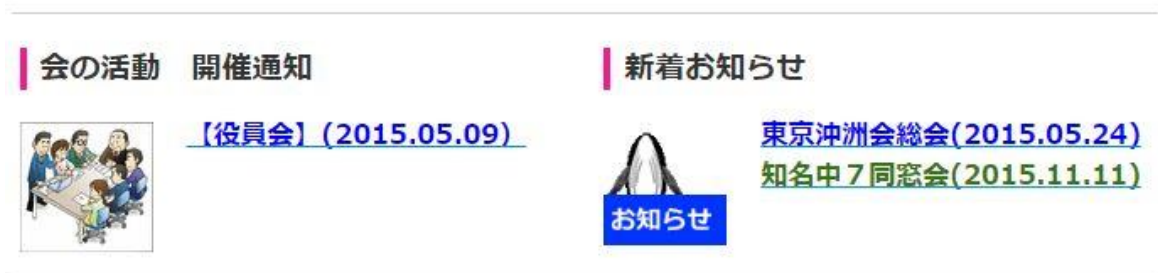 会の活動　開催通知
【役員会】(2015.05.09)
新着お知らせ
東京沖洲会総会(2015.05.24)
知名中７同窓会(2015.11.11)
お知らせ